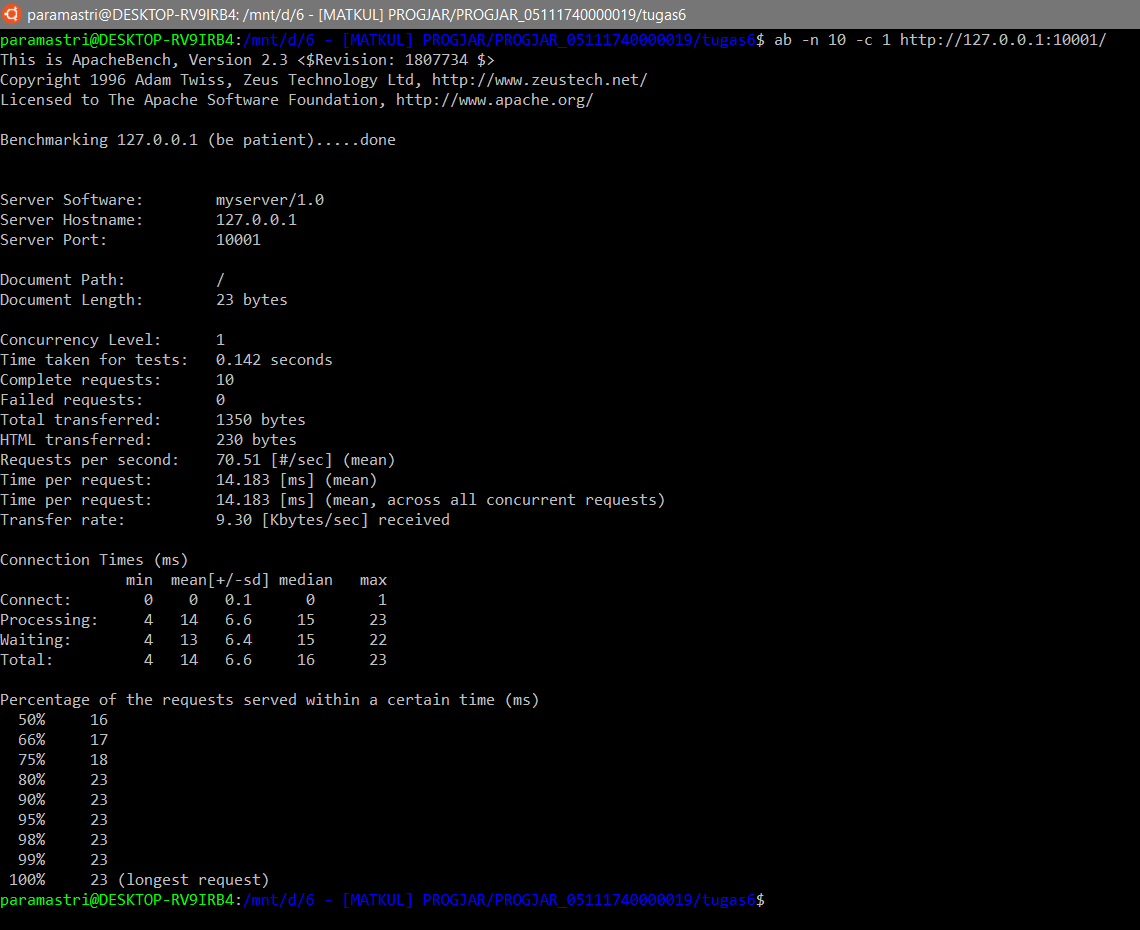 paramastri@DESKTOP-RV9IRB4: /mnt/d/6 - [MATKUL] PROGJAR/PROGJAR_05111740000019/tugas6
paramastri@DESKTOP-RV9IRB4:/mnt/d/6 - [MATKUL] PROGJAR/PROGJAR_05111740000019/tugas6$ ab -n 10 -c 1 http://127.0.0.1:10001/
This is ApacheBench, Version 2.3 <$Revision: 1807734 $>
Copyright 1996 Adam Twiss, Zeus Technology Ltd, http://www.zeustech.net/
Licensed to The Apache Software Foundation, http://www.apache.org/

Benchmarking 127.0.0.1 (be patient).....done


Server Software:        myserver/1.0
Server Hostname:        127.0.0.1
Server Port:            10001

Document Path:          /
Document Length:        23 bytes

Concurrency Level:      1
Time taken for tests:   0.142 seconds
Complete requests:      10
Failed requests:        0
Total transferred:      1350 bytes
HTML transferred:       230 bytes
Requests per second:    70.51 [#/sec] (mean)
Time per request:       14.183 [ms] (mean)
Time per request:       14.183 [ms] (mean, across all concurrent requests)
Transfer rate:          9.30 [Kbytes/sec] received

Connection Times (ms)
              min  mean[+/-sd] median   max
Connect:        0    0   0.1      0       1
Processing:     4   14   6.6     15      23
Waiting:        4   13   6.4     15      22
Total:          4   14   6.6     16      23

Percentage of the requests served within a certain time (ms)
  50%     16
  66%     17
  75%     18
  80%     23
  90%     23
  95%     23
  98%     23
  99%     23
 100%     23 (longest request)
paramastri@DESKTOP-RV9IRB4:/mnt/d/6 - [MATKUL] PROGJAR/PROGJAR_05111740000019/tugas6$